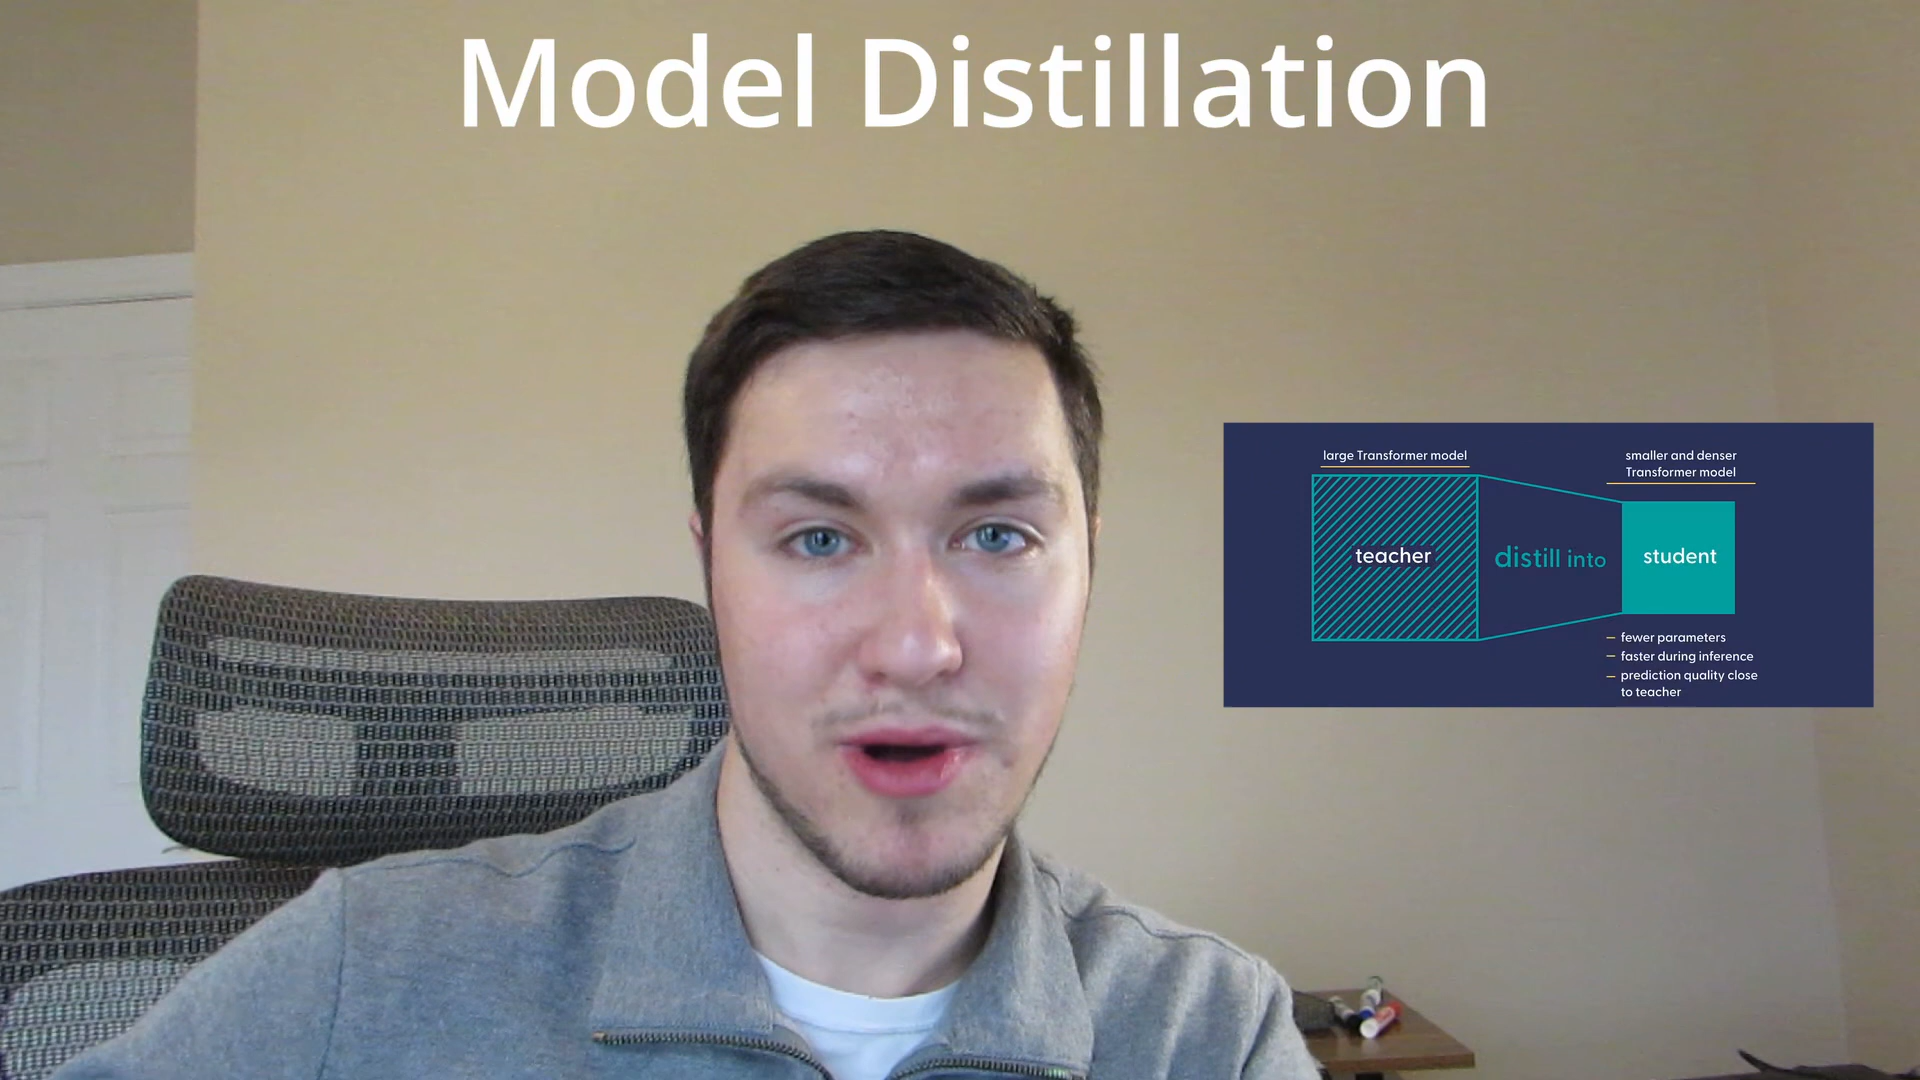 Model Distillation
large Transformer model
smaller and denser
Transformer model
teacher
distill into
student
– fewer parameters
– faster during inference
– prediction quality close
to teacher